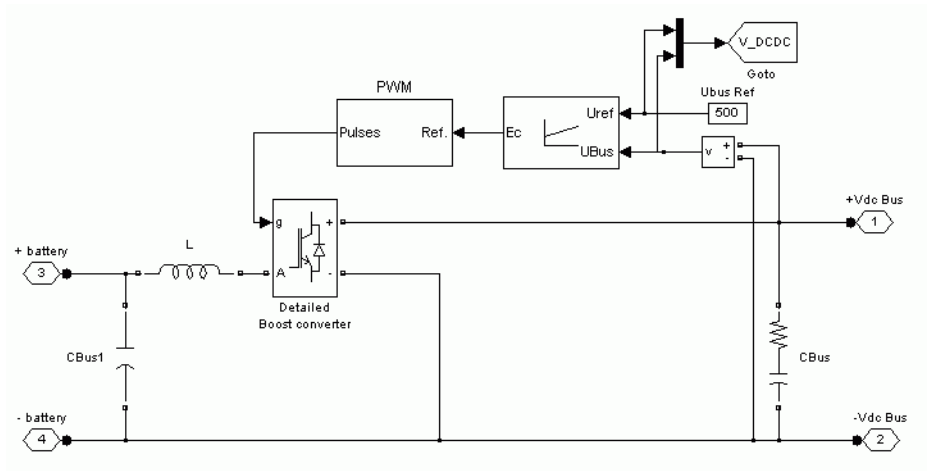 V_DCDC
Goto
Ubus Ref
500
PWM
Pulses
Ref.
Ec
Uref
UBus
v
+
-
+Vdc Bus
1
g
+
A
-
L
+ battery
3
Detailed
Boost converter
CBus1
CBus
- battery
4
-Vdc Bus
2